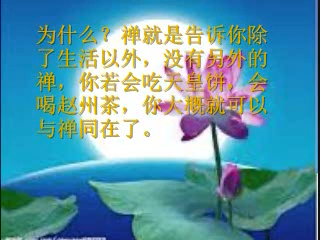 为什么？禅就是告诉你除
了生活以外，没有另外的
禅，你若会吃天皇饼，会
喝赵州茶，你大概就可以
与禅同在了。